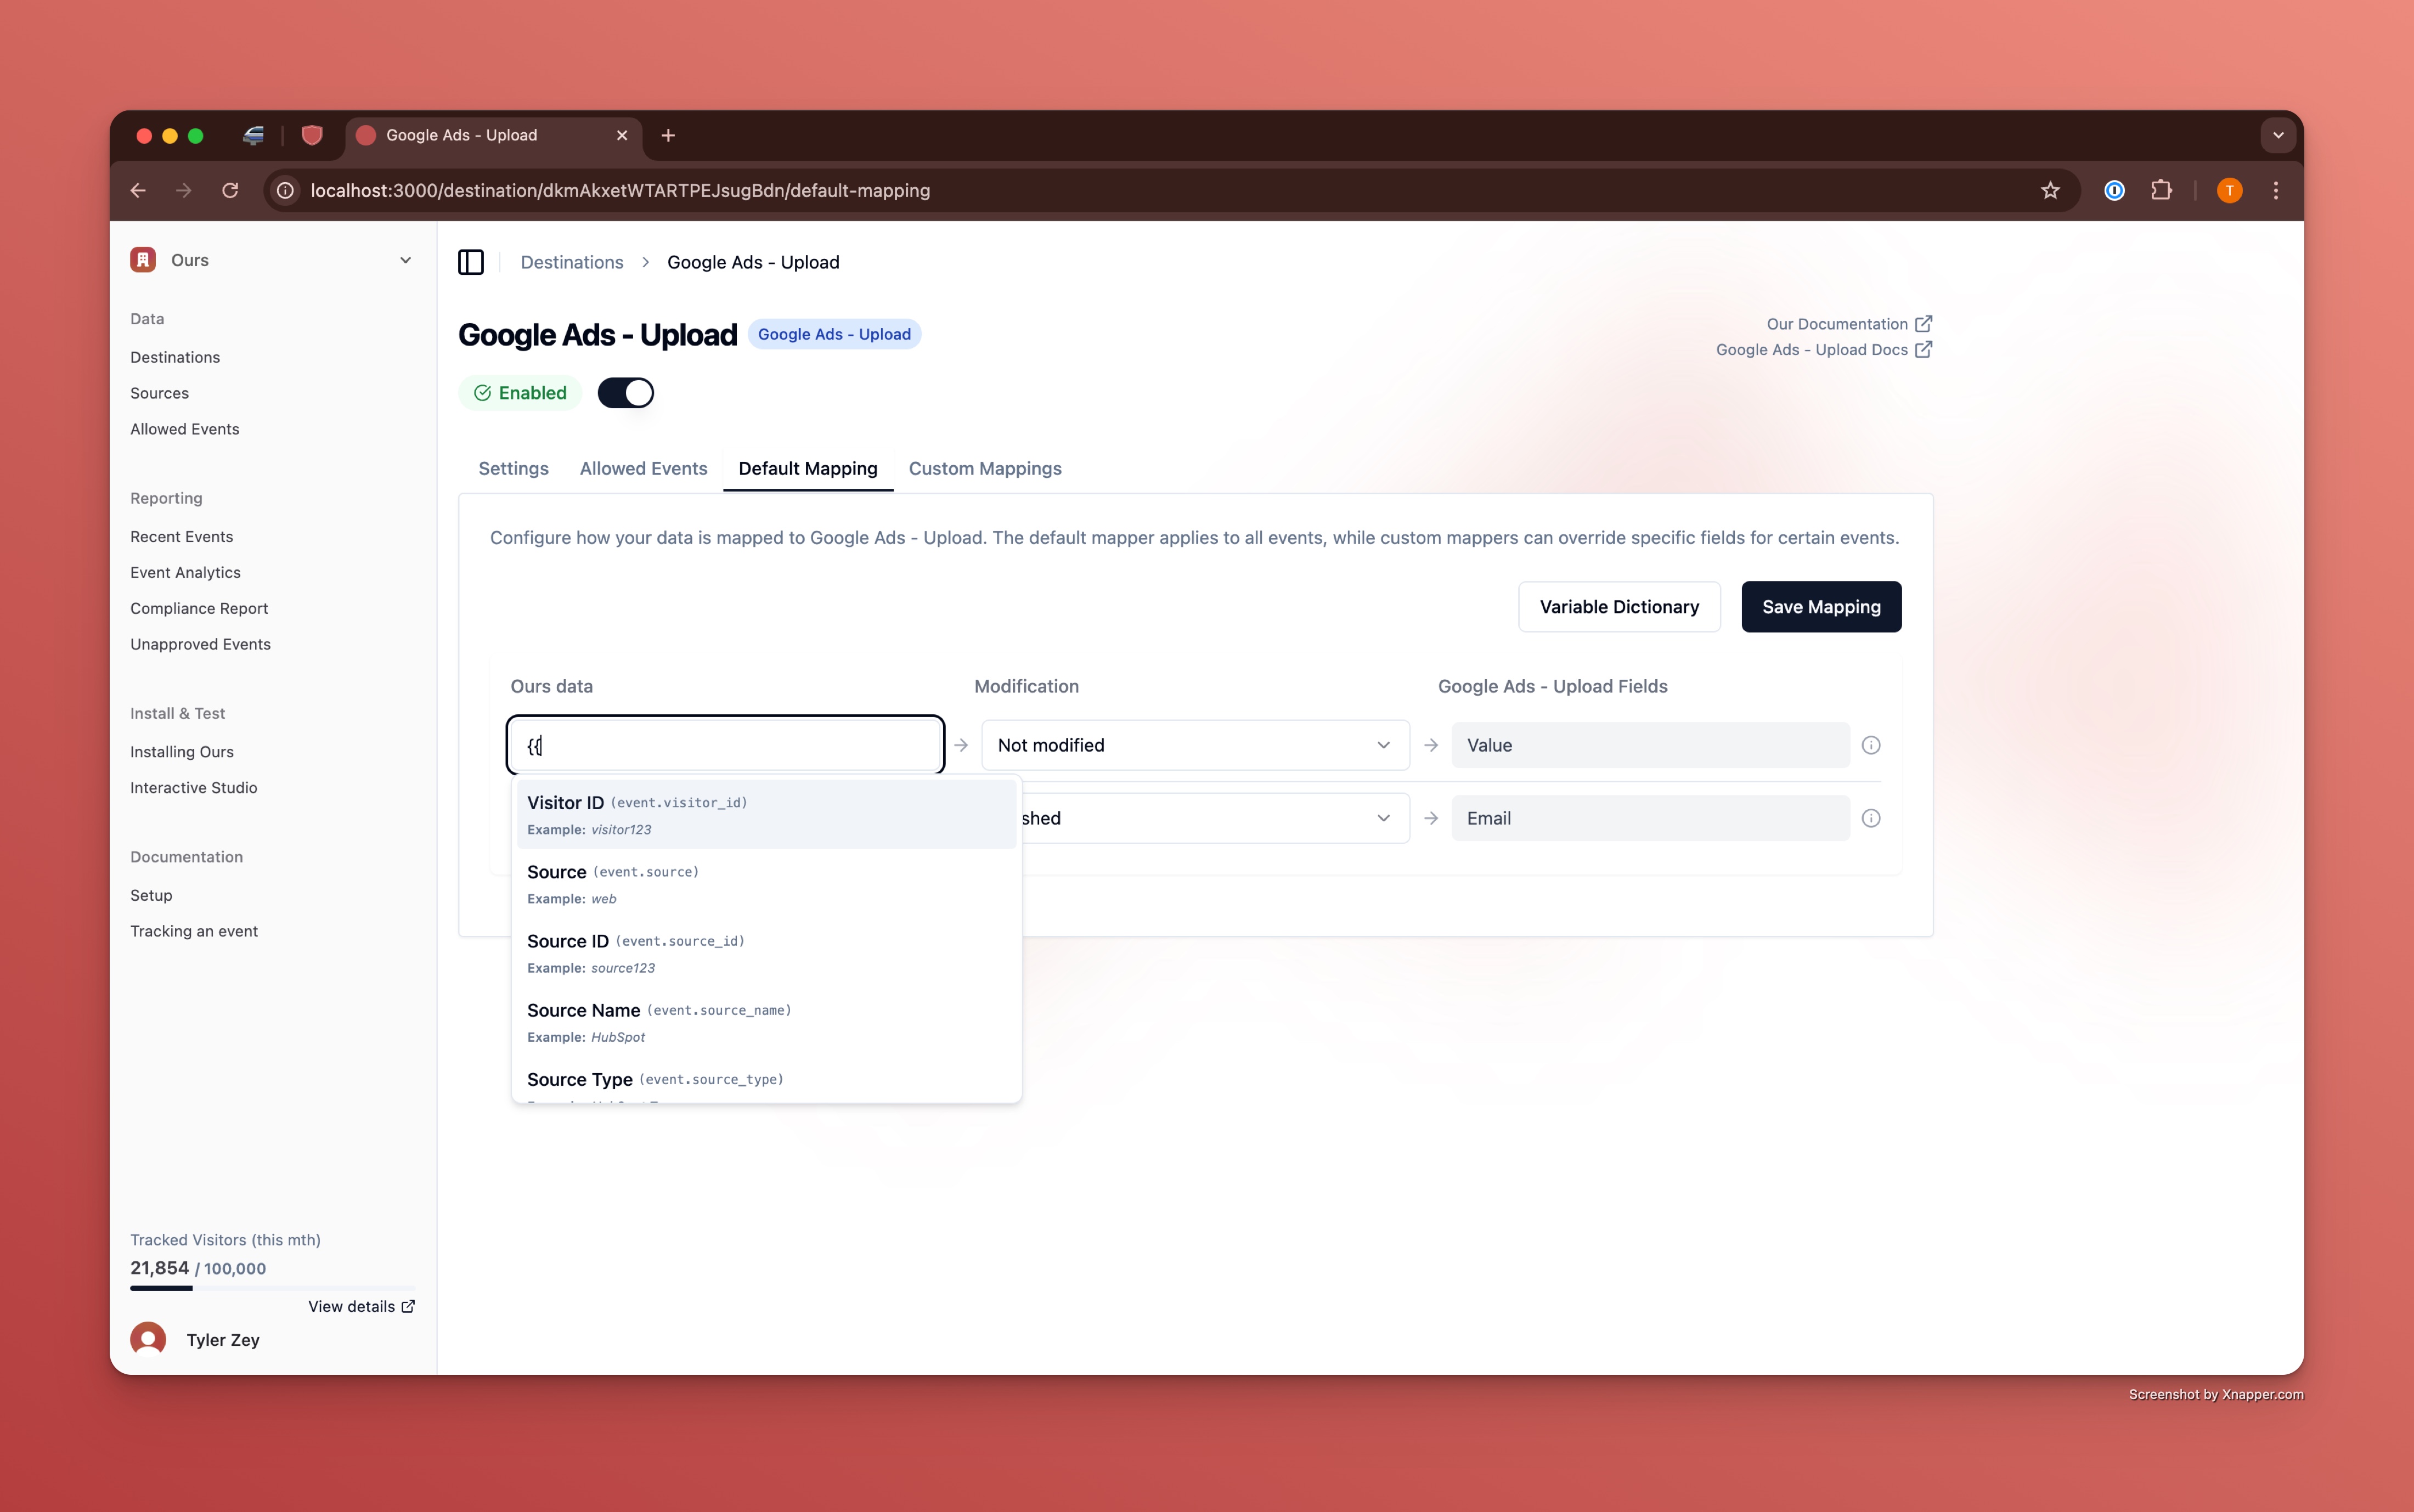 Google Ads - Upload
localhost:3000/destination/dkmAkxetWTARTPEJsugBdn/default-mapping
T
Ours
Data
Destinations
Sources
Allowed Events
Reporting
Recent Events
Event Analytics
Compliance Report
Unapproved Events
Install & Test
Installing Ours
Interactive Studio
Documentation
Setup
Tracking an event
Tracked Visitors (this mth)
21,854 / 100,000
View details
Tyler Zey
Destinations > Google Ads - Upload
Google Ads - Upload Google Ads - Upload
Our Documentation
Google Ads - Upload Docs
Enabled
Settings Allowed Events Default Mapping Custom Mappings
Configure how your data is mapped to Google Ads - Upload. The default mapper applies to all events, while custom mappers can override specific fields for certain events.
Variable Dictionary Save Mapping
Ours data Modification Google Ads - Upload Fields
{{ Not modified Value
shed Email
Visitor ID (event.visitor_id)
Example: visitor123
Source (event.source)
Example: web
Source ID (event.source_id)
Example: source123
Source Name (event.source_name)
Example: HubSpot
Source Type (event.source_type)
Screenshot by Xnapper.com